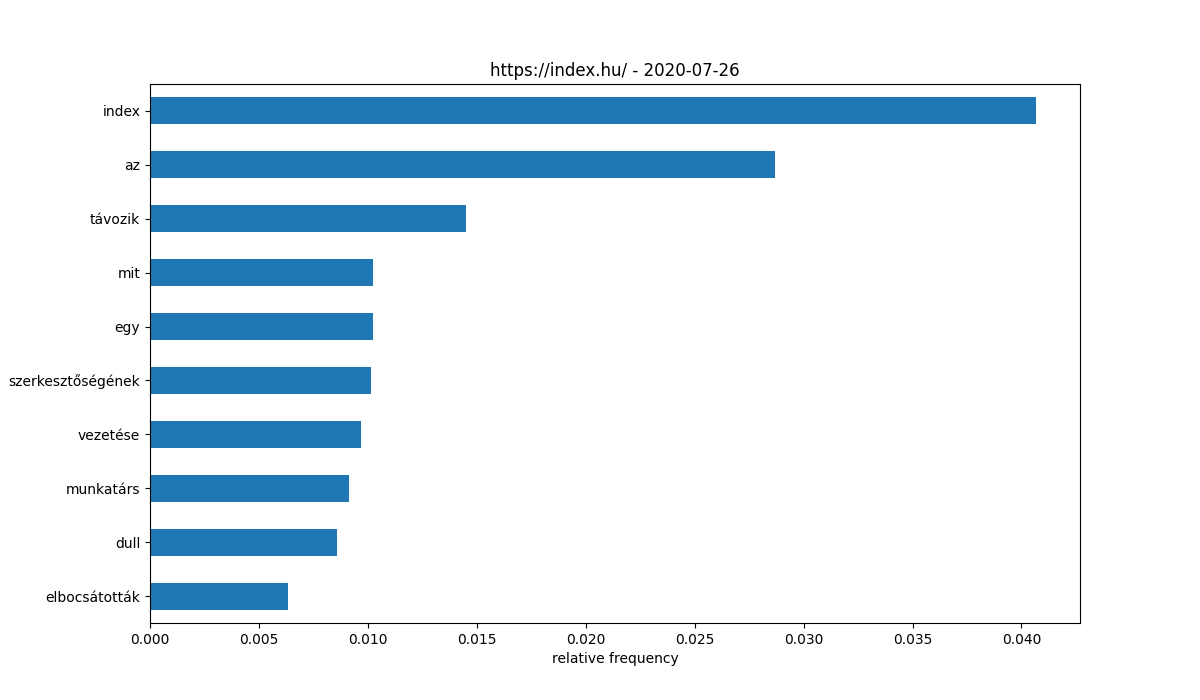 https://index.hu/ - 2020-07-26
index
az
távozik
mit
egy
szerkesztőségének
vezetése
munkatárs
dull
elbocsátották
0.000 0.005 0.010 0.015 0.020 0.025 0.030 0.035 0.040
relative frequency